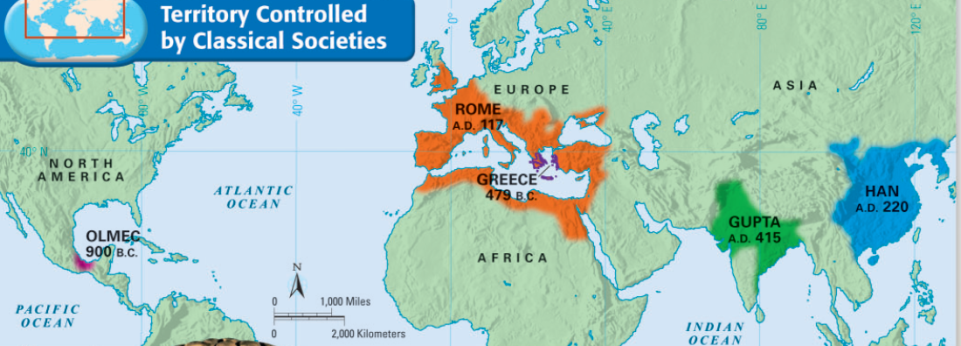 Territory Controlled
by Classical Societies
0°
40° E
80° E
120° E
80° W
40° W
40° N
EUROPE
ASIA
ROME
A.D. 117
NORTH
AMERICA
ATLANTIC
OCEAN
GREECE
479 B.C.
HAN
A.D. 220
GUPTA
A.D. 415
OLMEC
900 B.C.
AFRICA
N
0 1,000 Miles
0 2,000 Kilometers
PACIFIC
OCEAN
INDIAN
OCEAN